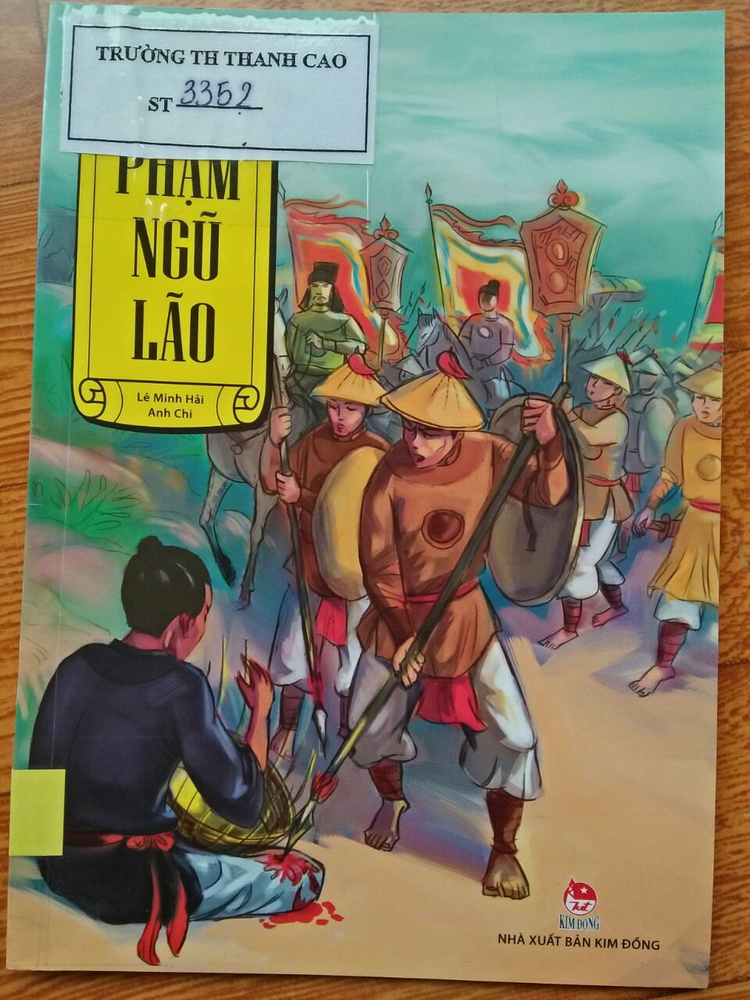 TRƯỜNG TH THANH CAO
ST 3352
PHẠM
NGŨ
LÃO
Lê Minh Hải
Anh Chi
kđ
KIM ĐỒNG
NHÀ XUẤT BẢN KIM ĐỒNG